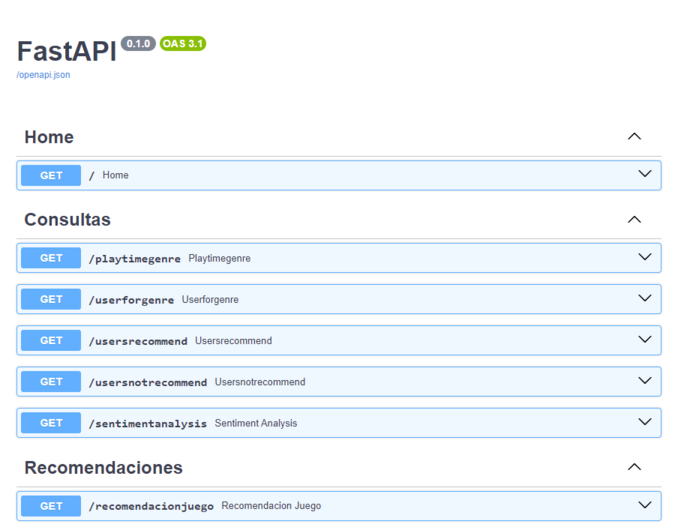 FastAPI 0.1.0 OAS 3.1
/openapi.json
Home
GET / Home
Consultas
GET /playtimegenre Playtimegenre
GET /userforgenre Userforgenre
GET /usersrecommend Usersrecommend
GET /usersnotrecommend Usersnotrecommend
GET /sentimentanalysis Sentiment Analysis
Recomendaciones
GET /recomendacionjuego Recomendacion Juego